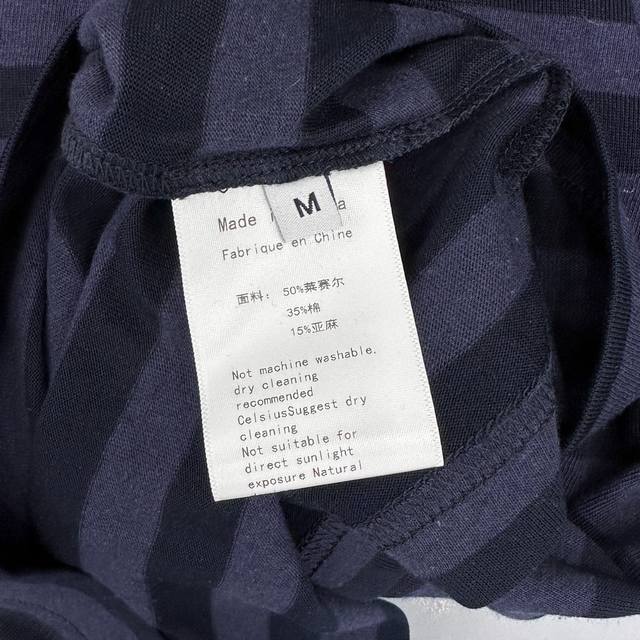 M
Made
Fabrique en Chine
面料: 50%莱赛尔
35%棉
15%亚麻
Not machine washable.
dry cleaning
recommended
CelsiusSuggest dry
cleaning
Not suitable for
direct sunlight
exposure Natural